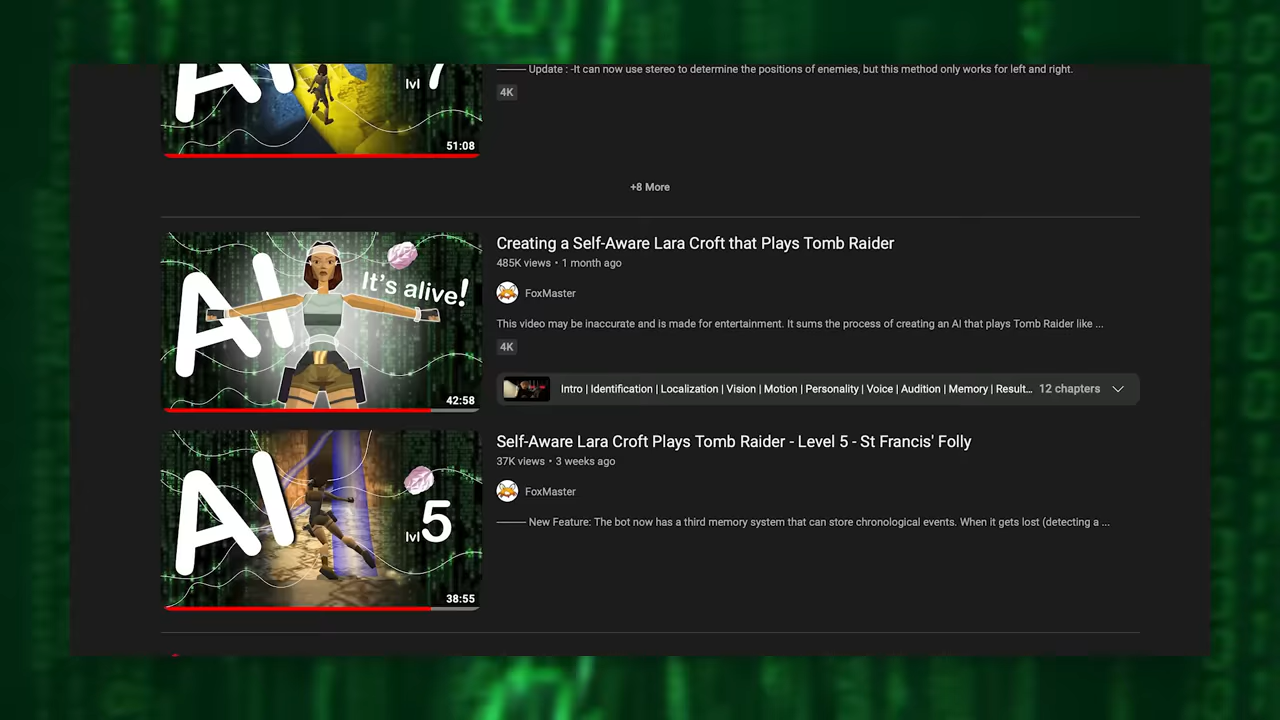 AI
lvl 7
51:08
——— Update : -It can now use stereo to determine the positions of enemies, but this method only works for left and right.
4K
+8 More
AI
It's alive!
42:58
Creating a Self-Aware Lara Croft that Plays Tomb Raider
485K views • 1 month ago
FoxMaster
This video may be inaccurate and is made for entertainment. It sums the process of creating an AI that plays Tomb Raider like ...
4K
Intro | Identification | Localization | Vision | Motion | Personality | Voice | Audition | Memory | Result... 12 chapters
AI
lvl 5
38:55
Self-Aware Lara Croft Plays Tomb Raider - Level 5 - St Francis' Folly
37K views • 3 weeks ago
FoxMaster
——— New Feature: The bot now has a third memory system that can store chronological events. When it gets lost (detecting a ...